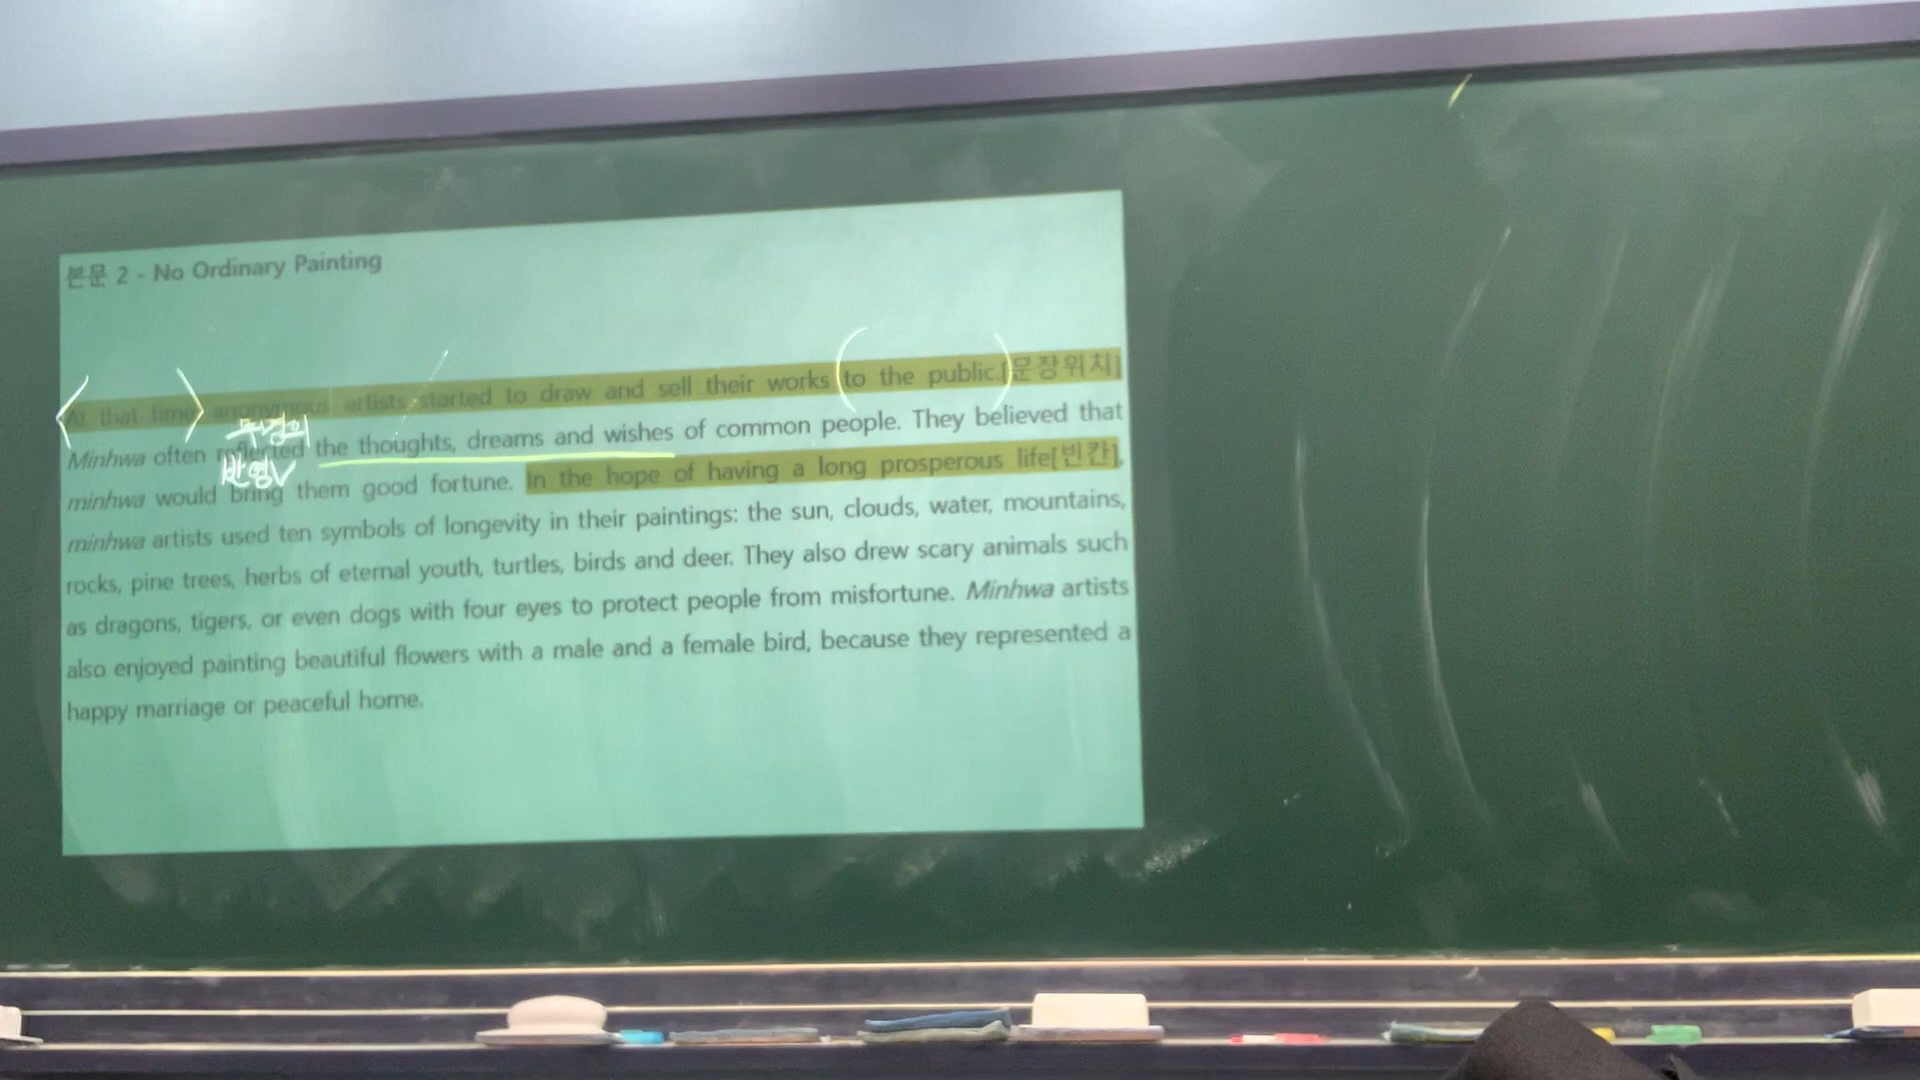 본문 2 - No Ordinary Painting
At that time, anonymous artists started to draw and sell their works to the public.[문장위치]
무명의
Minhwa often reflected the thoughts, dreams and wishes of common people. They believed that
반영
minhwa would bring them good fortune. In the hope of having a long prosperous life[빈칸],
minhwa artists used ten symbols of longevity in their paintings: the sun, clouds, water, mountains,
rocks, pine trees, herbs of eternal youth, turtles, birds and deer. They also drew scary animals such
as dragons, tigers, or even dogs with four eyes to protect people from misfortune. Minhwa artists
also enjoyed painting beautiful flowers with a male and a female bird, because they represented a
happy marriage or peaceful home.